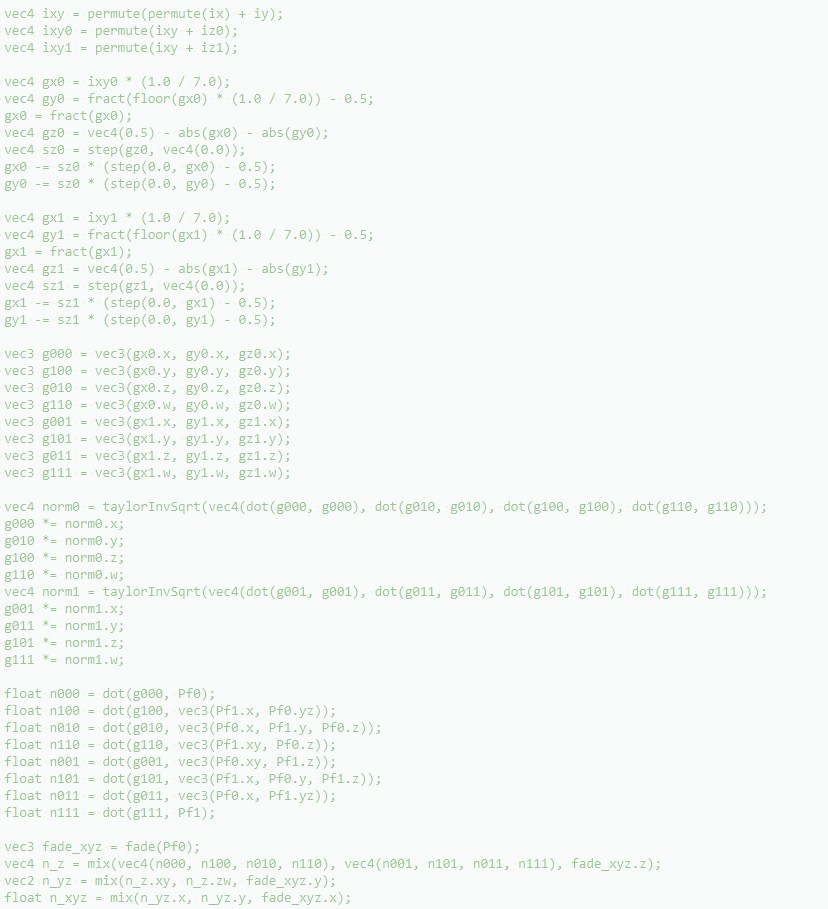 vec4 ixy = permute(permute(ix) + iy);
vec4 ixy0 = permute(ixy + iz0);
vec4 ixy1 = permute(ixy + iz1);

vec4 gx0 = ixy0 * (1.0 / 7.0);
vec4 gy0 = fract(floor(gx0) * (1.0 / 7.0)) - 0.5;
gx0 = fract(gx0);
vec4 gz0 = vec4(0.5) - abs(gx0) - abs(gy0);
vec4 sz0 = step(gz0, vec4(0.0));
gx0 -= sz0 * (step(0.0, gx0) - 0.5);
gy0 -= sz0 * (step(0.0, gy0) - 0.5);

vec4 gx1 = ixy1 * (1.0 / 7.0);
vec4 gy1 = fract(floor(gx1) * (1.0 / 7.0)) - 0.5;
gx1 = fract(gx1);
vec4 gz1 = vec4(0.5) - abs(gx1) - abs(gy1);
vec4 sz1 = step(gz1, vec4(0.0));
gx1 -= sz1 * (step(0.0, gx1) - 0.5);
gy1 -= sz1 * (step(0.0, gy1) - 0.5);

vec3 g000 = vec3(gx0.x, gy0.x, gz0.x);
vec3 g100 = vec3(gx0.y, gy0.y, gz0.y);
vec3 g010 = vec3(gx0.z, gy0.z, gz0.z);
vec3 g110 = vec3(gx0.w, gy0.w, gz0.w);
vec3 g001 = vec3(gx1.x, gy1.x, gz1.x);
vec3 g101 = vec3(gx1.y, gy1.y, gz1.y);
vec3 g011 = vec3(gx1.z, gy1.z, gz1.z);
vec3 g111 = vec3(gx1.w, gy1.w, gz1.w);

vec4 norm0 = taylorInvSqrt(vec4(dot(g000, g000), dot(g010, g010), dot(g100, g100), dot(g110, g110)));
g000 *= norm0.x;
g010 *= norm0.y;
g100 *= norm0.z;
g110 *= norm0.w;
vec4 norm1 = taylorInvSqrt(vec4(dot(g001, g001), dot(g011, g011), dot(g101, g101), dot(g111, g111)));
g001 *= norm1.x;
g011 *= norm1.y;
g101 *= norm1.z;
g111 *= norm1.w;

float n000 = dot(g000, Pf0);
float n100 = dot(g100, vec3(Pf1.x, Pf0.yz));
float n010 = dot(g010, vec3(Pf0.x, Pf1.y, Pf0.z));
float n110 = dot(g110, vec3(Pf1.xy, Pf0.z));
float n001 = dot(g001, vec3(Pf0.xy, Pf1.z));
float n101 = dot(g101, vec3(Pf1.x, Pf0.y, Pf1.z));
float n011 = dot(g011, vec3(Pf0.x, Pf1.yz));
float n111 = dot(g111, Pf1);

vec3 fade_xyz = fade(Pf0);
vec4 n_z = mix(vec4(n000, n100, n010, n110), vec4(n001, n101, n011, n111), fade_xyz.z);
vec2 n_yz = mix(n_z.xy, n_z.zw, fade_xyz.y);
float n_xyz = mix(n_yz.x, n_yz.y, fade_xyz.x);